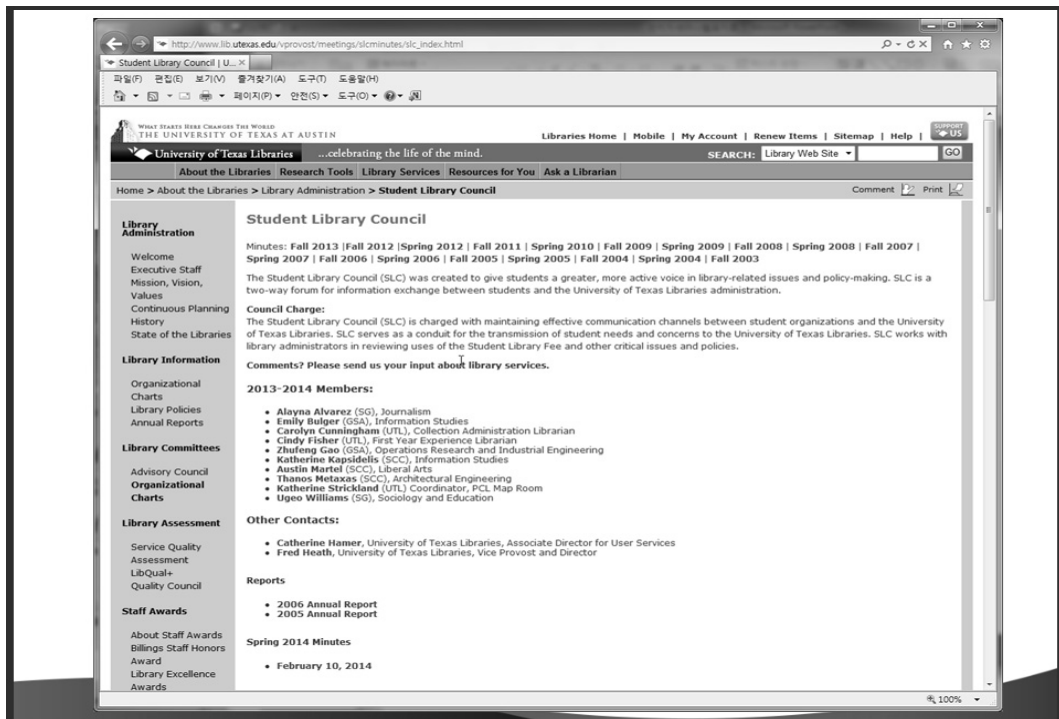 http://www.lib.utexas.edu/vprovost/meetings/slcminutes/slc_index.html
Student Library Council | U...
파일(F) 편집(E) 보기(V) 즐겨찾기(A) 도구(T) 도움말(H)
페이지(P) 안전(S) 도구(O)
WHAT STARTS HERE CHANGES THE WORLD
THE UNIVERSITY OF TEXAS AT AUSTIN
Libraries Home | Mobile | My Account | Renew Items | Sitemap | Help |
SUPPORT US
University of Texas Libraries ...celebrating the life of the mind.
SEARCH: Library Web Site GO
About the Libraries Research Tools Library Services Resources for You Ask a Librarian
Home > About the Libraries > Library Administration > Student Library Council
Comment Print
Library
Administration
Welcome
Executive Staff
Mission, Vision,
Values
Continuous Planning
History
State of the Libraries
Library Information
Organizational
Charts
Library Policies
Annual Reports
Library Committees
Advisory Council
Organizational
Charts
Library Assessment
Service Quality
Assessment
LibQual+
Quality Council
Staff Awards
About Staff Awards
Billings Staff Honors
Award
Library Excellence
Awards
Student Library Council
Minutes: Fall 2013 |Fall 2012 |Spring 2012 | Fall 2011 | Spring 2010 | Fall 2009 | Spring 2009 | Fall 2008 | Spring 2008 | Fall 2007 |
Spring 2007 | Fall 2006 | Spring 2006 | Fall 2005 | Spring 2005 | Fall 2004 | Spring 2004 | Fall 2003
The Student Library Council (SLC) was created to give students a greater, more active voice in library-related issues and policy-making. SLC is a
two-way forum for information exchange between students and the University of Texas Libraries administration.
Council Charge:
The Student Library Council (SLC) is charged with maintaining effective communication channels between student organizations and the University
of Texas Libraries. SLC serves as a conduit for the transmission of student needs and concerns to the University of Texas Libraries. SLC works with
library administrators in reviewing uses of the Student Library Fee and other critical issues and policies.
Comments? Please send us your input about library services.
2013-2014 Members:
• Alayna Alvarez (SG), Journalism
• Emily Bulger (GSA), Information Studies
• Carolyn Cunningham (UTL), Collection Administration Librarian
• Cindy Fisher (UTL), First Year Experience Librarian
• Zhufeng Gao (GSA), Operations Research and Industrial Engineering
• Katherine Kapsidelis (SCC), Information Studies
• Austin Martel (SCC), Liberal Arts
• Thanos Metaxas (SCC), Architectural Engineering
• Katherine Strickland (UTL) Coordinator, PCL Map Room
• Ugeo Williams (SG), Sociology and Education
Other Contacts:
• Catherine Hamer, University of Texas Libraries, Associate Director for User Services
• Fred Heath, University of Texas Libraries, Vice Provost and Director
Reports
• 2006 Annual Report
• 2005 Annual Report
Spring 2014 Minutes
• February 10, 2014
100%